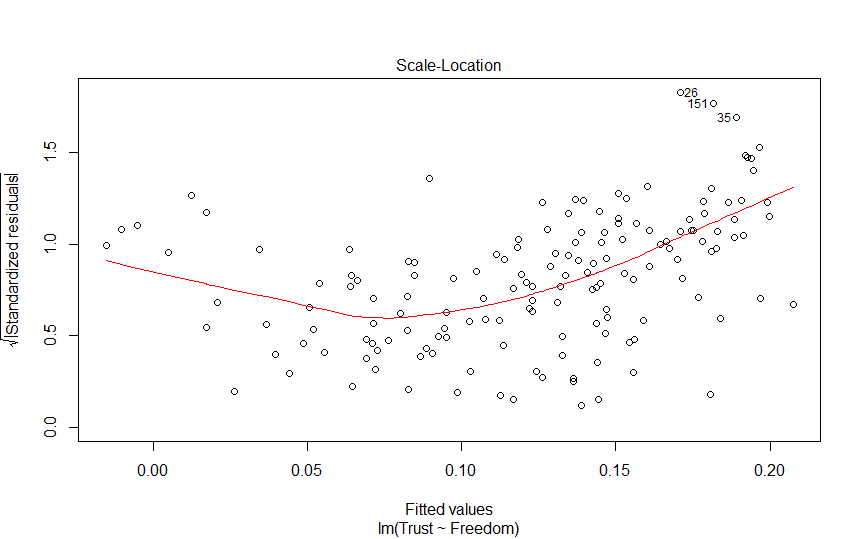 Scale-Location
√|Standardized residuals|
1.5
1.0
0.5
0.0
26
151
35
0.00 0.05 0.10 0.15 0.20
Fitted values
lm(Trust ~ Freedom)